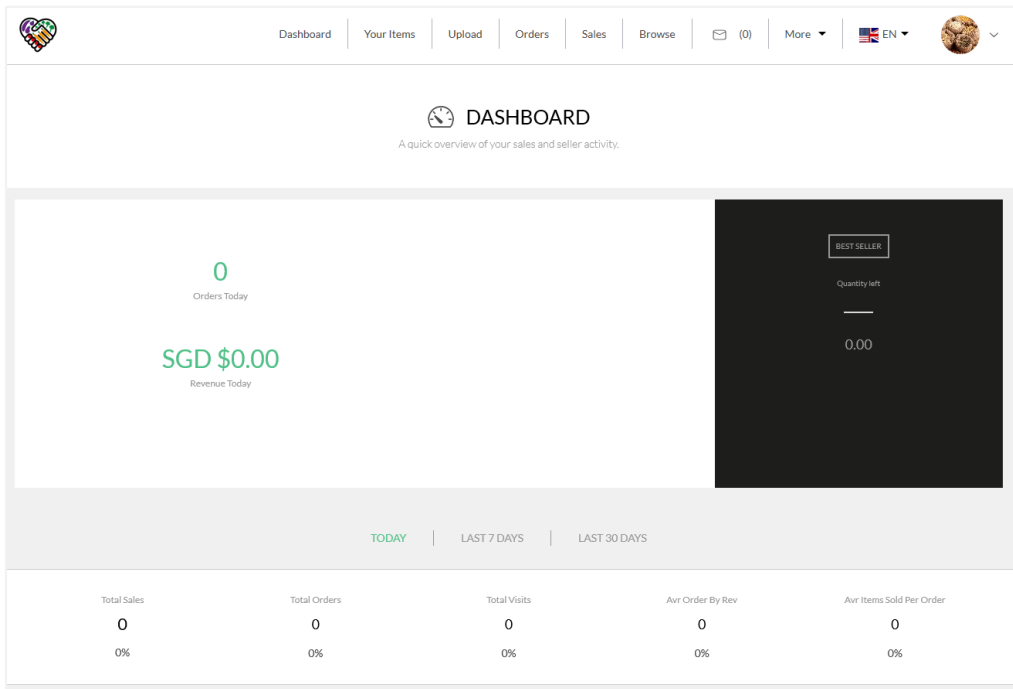 Dashboard Your Items Upload Orders Sales Browse (0) More EN
DASHBOARD
A quick overview of your sales and seller activity.
0
Orders Today
SGD $0.00
Revenue Today
BEST SELLER
Quantity left
0.00
TODAY LAST 7 DAYS LAST 30 DAYS
Total Sales Total Orders Total Visits Avr Order By Rev Avr Items Sold Per Order
0 0 0 0 0
0% 0% 0% 0% 0%